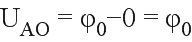 U_AO = φ_0–0 = φ_0